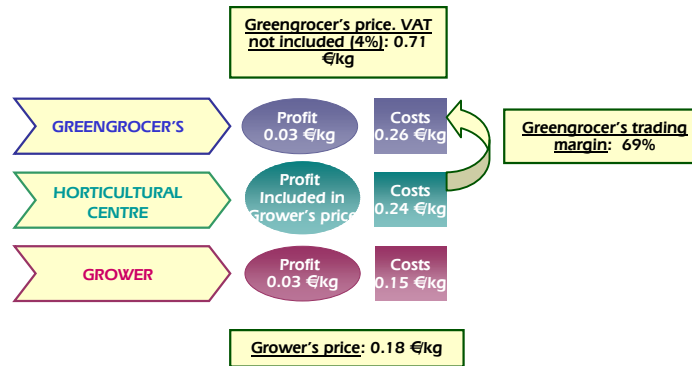 Greengrocer's price. VAT
not included (4%): 0.71
€/kg
GREENGROCER'S
Profit
0.03 €/kg
Costs
0.26 €/kg
Greengrocer's trading
margin: 69%
HORTICULTURAL
CENTRE
Profit
Included in
Grower's price
Costs
0.24 €/kg
GROWER
Profit
0.03 €/kg
Costs
0.15 €/kg
Grower's price: 0.18 €/kg